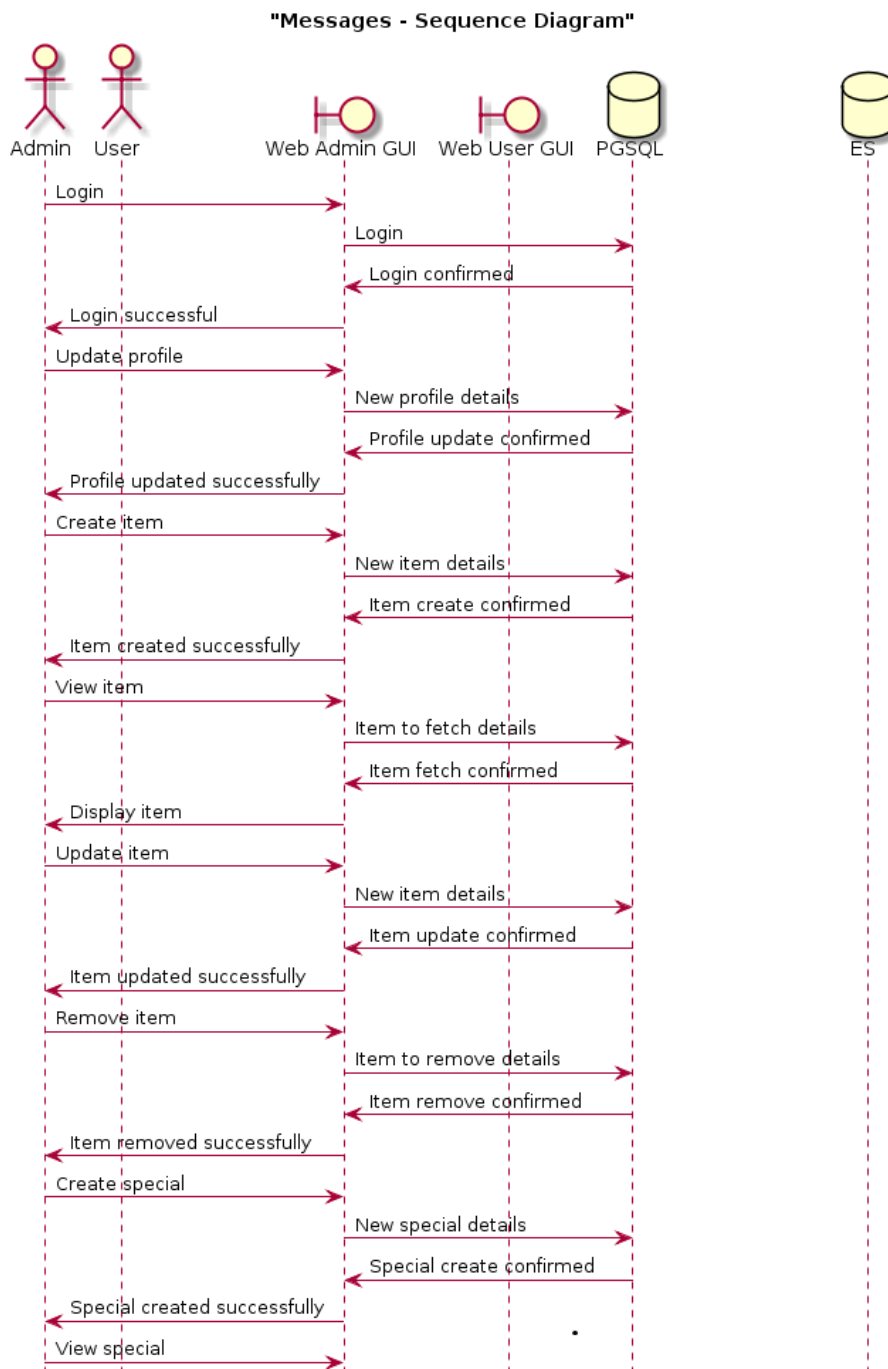 "Messages - Sequence Diagram"
Admin User Web Admin GUI Web User GUI PGSQL ES
Login
Login
Login confirmed
Login successful
Update profile
New profile details
Profile update confirmed
Profile updated successfully
Create item
New item details
Item create confirmed
Item created successfully
View item
Item to fetch details
Item fetch confirmed
Display item
Update item
New item details
Item update confirmed
Item updated successfully
Remove item
Item to remove details
Item remove confirmed
Item removed successfully
Create special
New special details
Special create confirmed
Special created successfully
View special